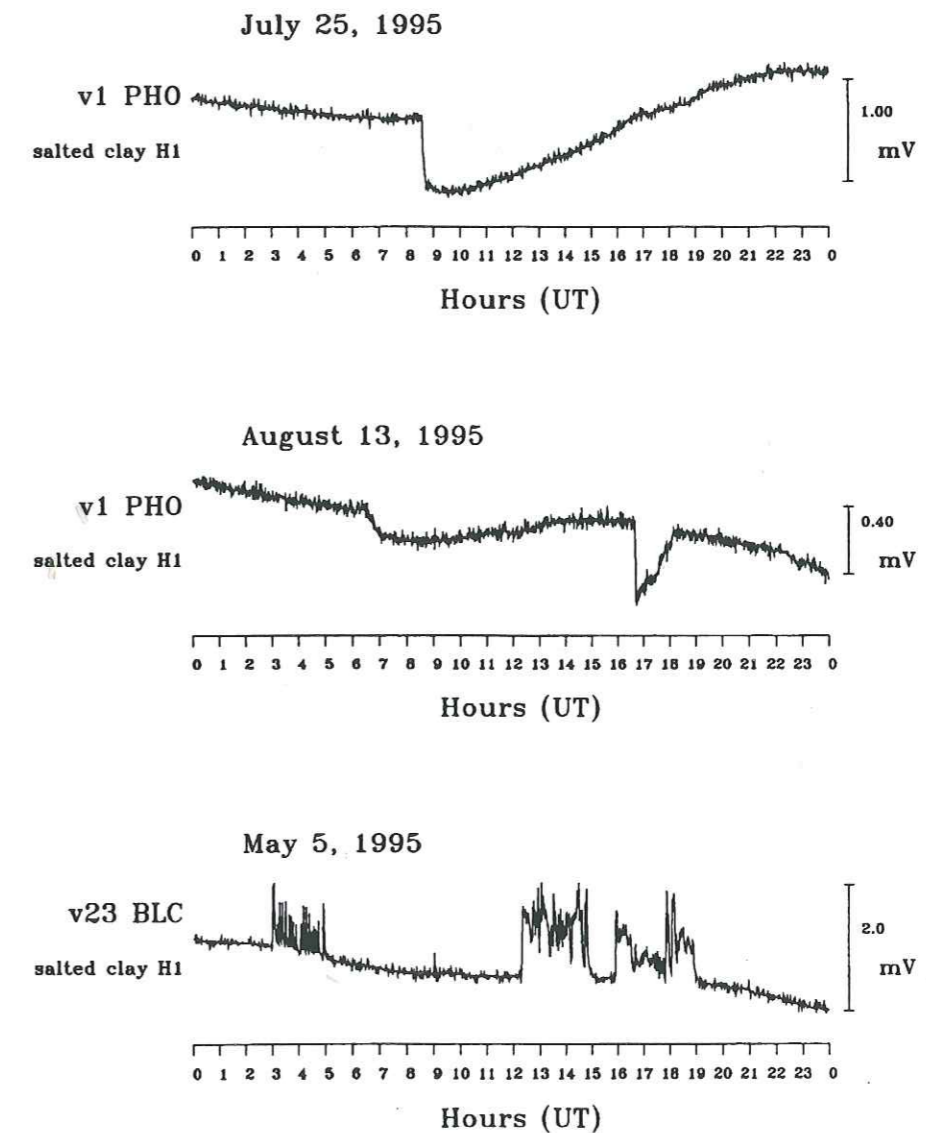 July 25, 1995
v1 PHO
1.00
salted clay H1
mV
0 1 2 3 4 5 6 7 8 9 10 11 12 13 14 15 16 17 18 19 20 21 22 23 0
Hours (UT)
August 13, 1995
v1 PHO
0.40
salted clay H1
mV
0 1 2 3 4 5 6 7 8 9 10 11 12 13 14 15 16 17 18 19 20 21 22 23 0
Hours (UT)
May 5, 1995
v23 BLC
2.0
salted clay H1
mV
0 1 2 3 4 5 6 7 8 9 10 11 12 13 14 15 16 17 18 19 20 21 22 23 0
Hours (UT)